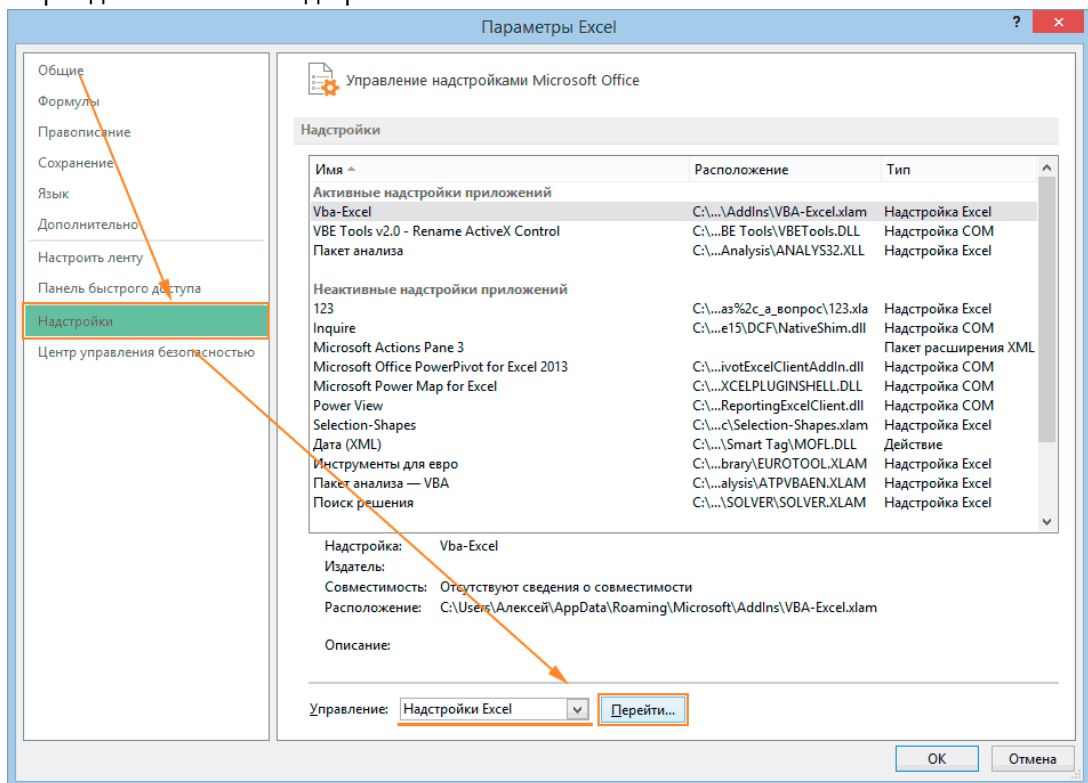 Параметры Excel
?
Общие
Формулы
Правописание
Сохранение
Язык
Дополнительно
Настроить ленту
Панель быстрого доступа
Надстройки
Центр управления безопасностью
Управление надстройками Microsoft Office
Надстройки
Имя Расположение Тип
Активные надстройки приложений
Vba-Excel C:\...\AddIns\VBA-Excel.xlam Надстройка Excel
VBE Tools v2.0 - Rename ActiveX Control C:\...BE Tools\VBETools.DLL Надстройка COM
Пакет анализа C:\...Analysis\ANALYS32.XLL Надстройка Excel
Неактивные надстройки приложений
123 C:\...аз%2c_а_вопрос\123.xla Надстройка Excel
Inquire C:\...e15\DCF\NativeShim.dll Надстройка COM
Microsoft Actions Pane 3 Пакет расширения XML
Microsoft Office PowerPivot for Excel 2013 C:\...ivotExcelClientAddIn.dll Надстройка COM
Microsoft Power Map for Excel C:\...XCELPLUGINSHELL.DLL Надстройка COM
Power View C:\...ReportingExcelClient.dll Надстройка COM
Selection-Shapes C:\...c\Selection-Shapes.xlam Надстройка Excel
Дата (XML) C:\...\Smart Tag\MOFL.DLL Действие
Инструменты для евро C:\...brary\EUROTOOL.XLAM Надстройка Excel
Пакет анализа — VBA C:\...alysis\ATPVBAEN.XLAM Надстройка Excel
Поиск решения C:\...\SOLVER\SOLVER.XLAM Надстройка Excel
Надстройка: Vba-Excel
Издатель:
Совместимость: Отсутствуют сведения о совместимости
Расположение: C:\Users\Алексей\AppData\Roaming\Microsoft\AddIns\VBA-Excel.xlam
Описание:
Управление: Надстройки Excel Перейти...
ОК Отмена